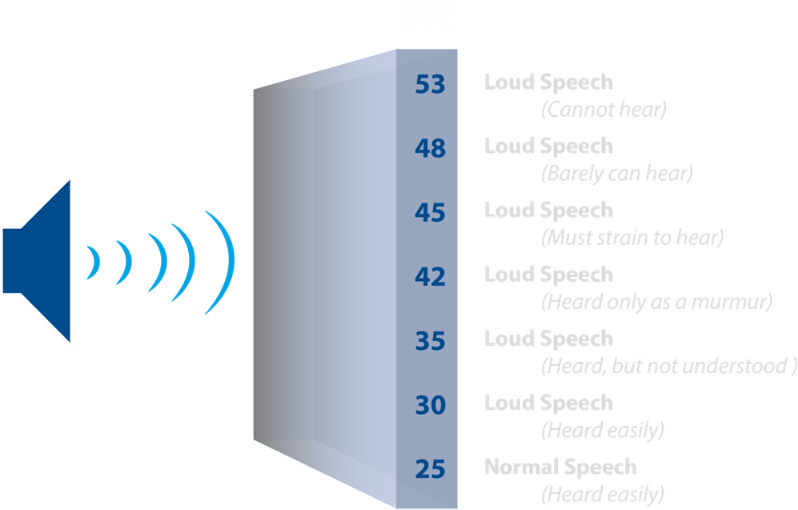 STC
53 Loud Speech
(Cannot hear)
48 Loud Speech
(Barely can hear)
45 Loud Speech
(Must strain to hear)
42 Loud Speech
(Heard only as a murmur)
35 Loud Speech
(Heard, but not understood )
30 Loud Speech
(Heard easily)
25 Normal Speech
(Heard easily)